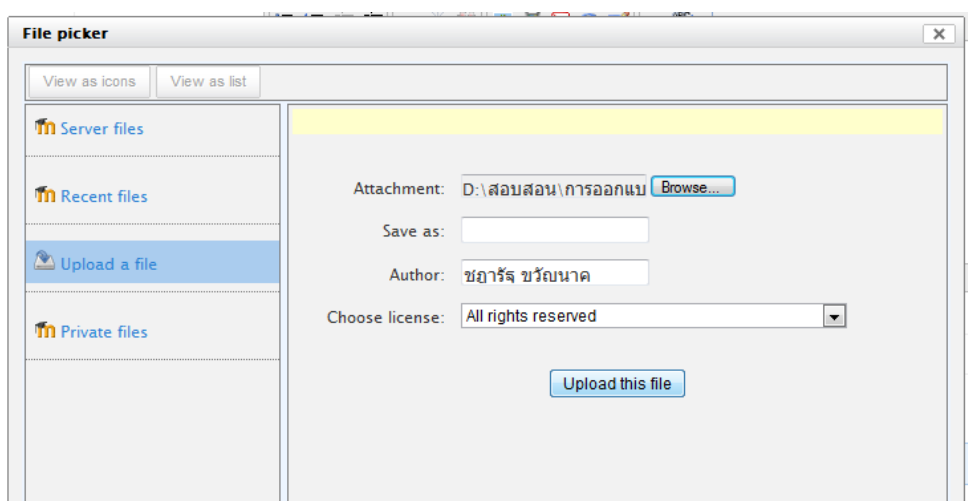 File picker
View as icons View as list
Server files
Recent files
Upload a file
Private files
Attachment: D:\สอบสอน\การออกแบ Browse...
Save as:
Author: ชฎารัฐ ขวัญนาค
Choose license: All rights reserved
Upload this file